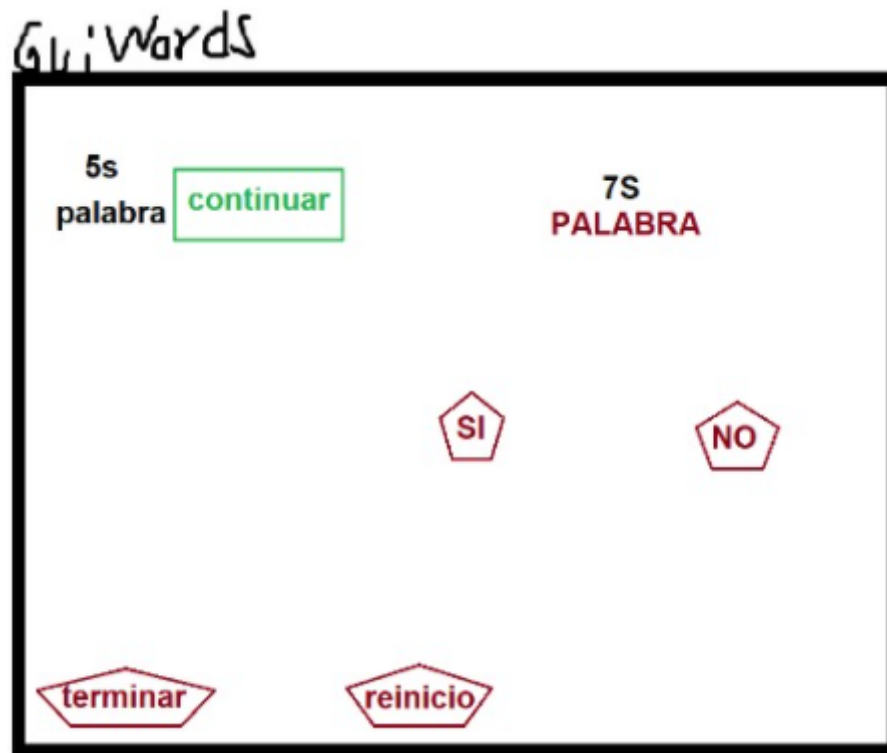 GUiWordS
5s
palabra
continuar
7S
PALABRA
SI
NO
terminar
reinicio